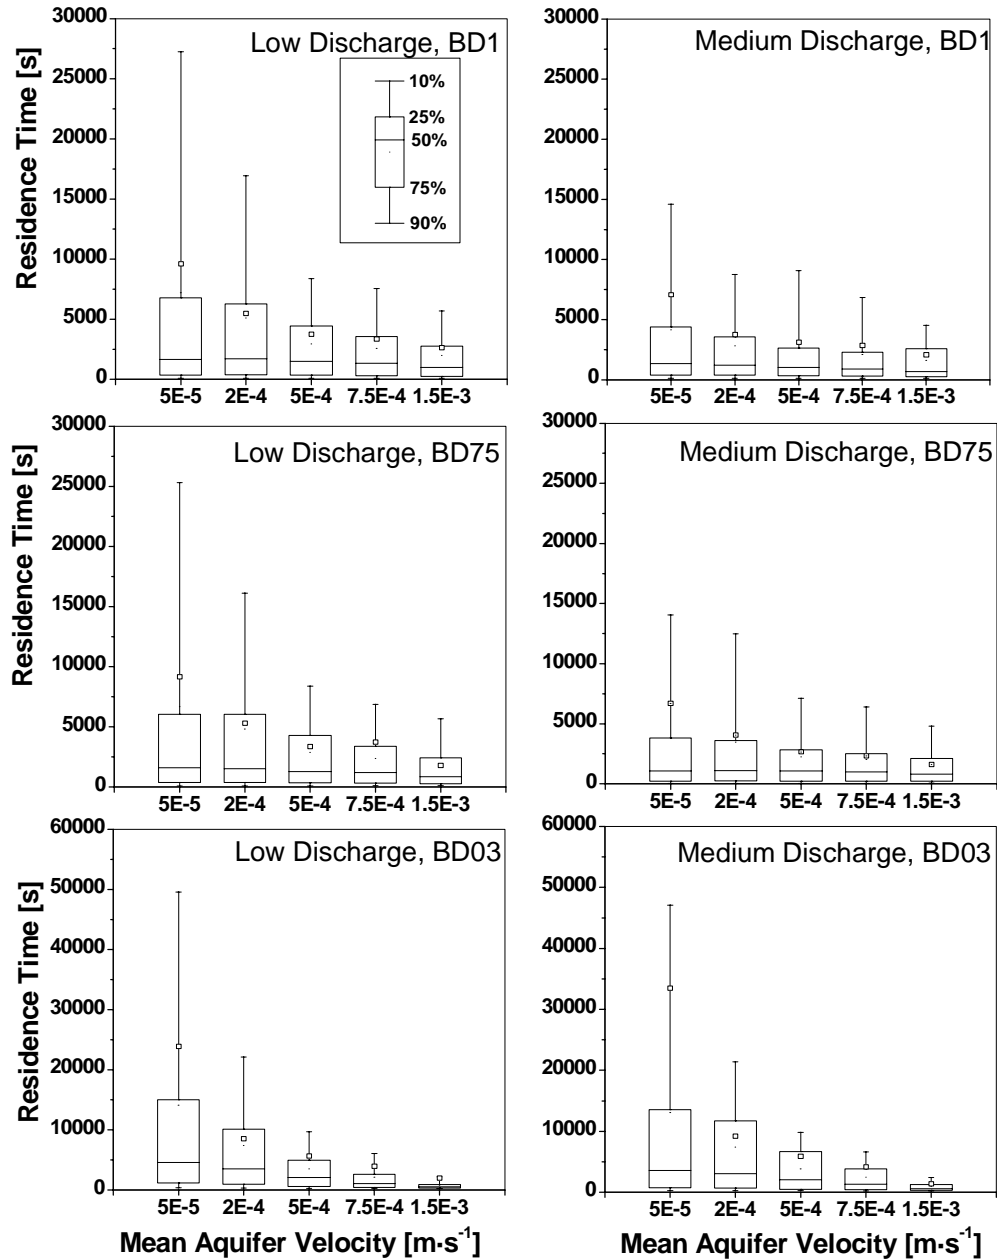 Low Discharge, BD1
Residence Time [s]
30000
25000
20000
15000
10000
5000
0
10%
25%
50%
75%
90%
5E-5 2E-4 5E-4 7.5E-4 1.5E-3
Medium Discharge, BD1
30000
25000
20000
15000
10000
5000
0
5E-5 2E-4 5E-4 7.5E-4 1.5E-3
Low Discharge, BD75
Residence Time [s]
30000
25000
20000
15000
10000
5000
0
5E-5 2E-4 5E-4 7.5E-4 1.5E-3
Medium Discharge, BD75
30000
25000
20000
15000
10000
5000
0
5E-5 2E-4 5E-4 7.5E-4 1.5E-3
Low Discharge, BD03
Residence Time [s]
60000
50000
40000
30000
20000
10000
0
5E-5 2E-4 5E-4 7.5E-4 1.5E-3
Mean Aquifer Velocity [m·s⁻¹]
Medium Discharge, BD03
60000
50000
40000
30000
20000
10000
0
5E-5 2E-4 5E-4 7.5E-4 1.5E-3
Mean Aquifer Velocity [m·s⁻¹]